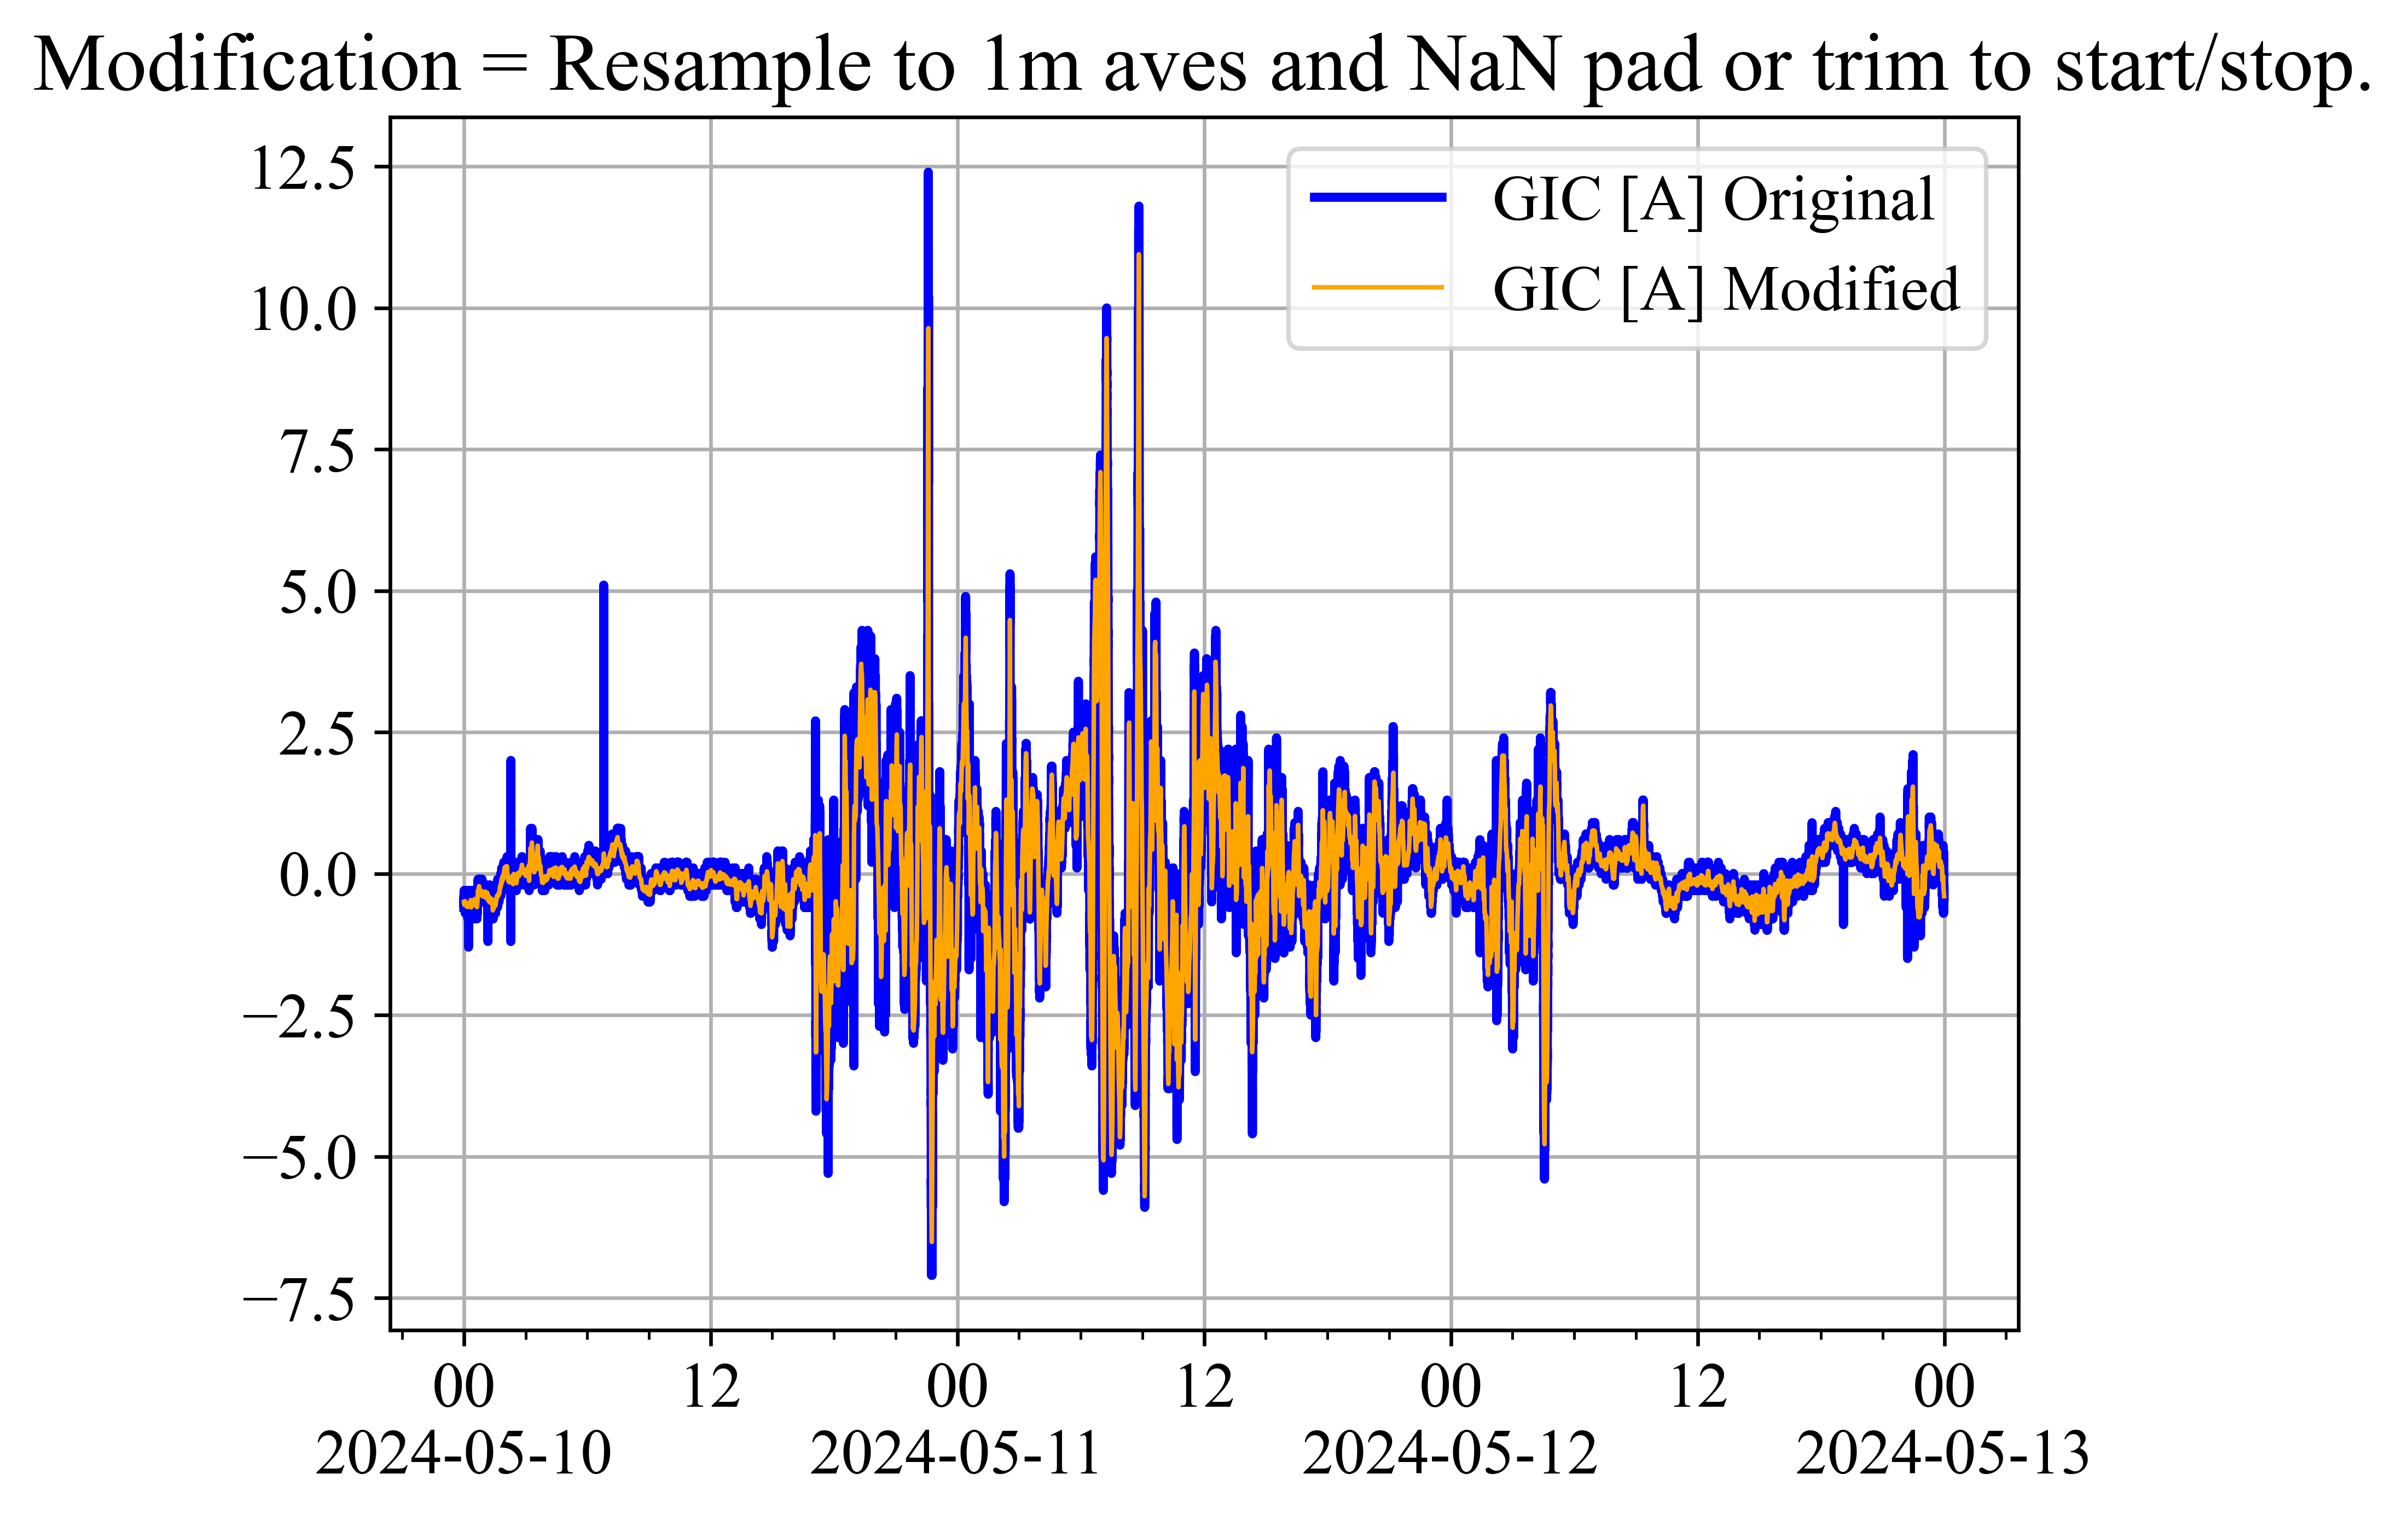 Modification = Resample to 1m aves and NaN pad or trim to start/stop.
GIC [A] Original
GIC [A] Modified
12.5
10.0
7.5
5.0
2.5
0.0
−2.5
−5.0
−7.5
00 12 00 12 00 12 00
2024-05-10 2024-05-11 2024-05-12 2024-05-13